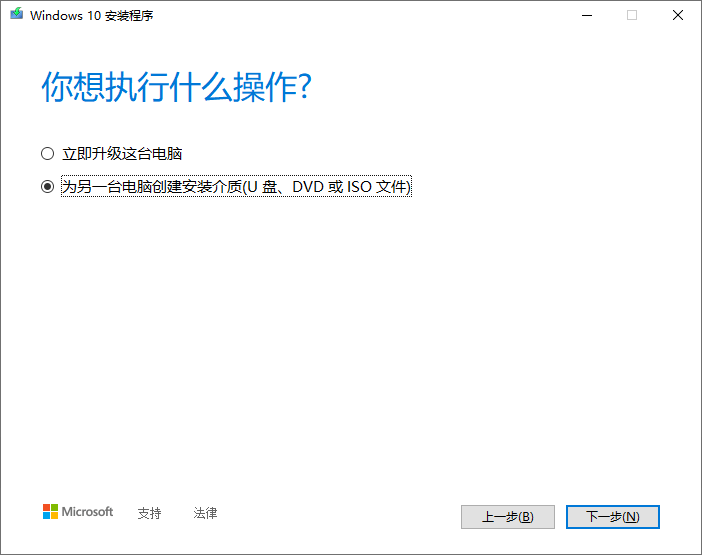 Windows 10 安装程序
你想执行什么操作?
立即升级这台电脑
为另一台电脑创建安装介质(U 盘、DVD 或 ISO 文件)
Microsoft 支持 法律 上一步(B) 下一步(N)